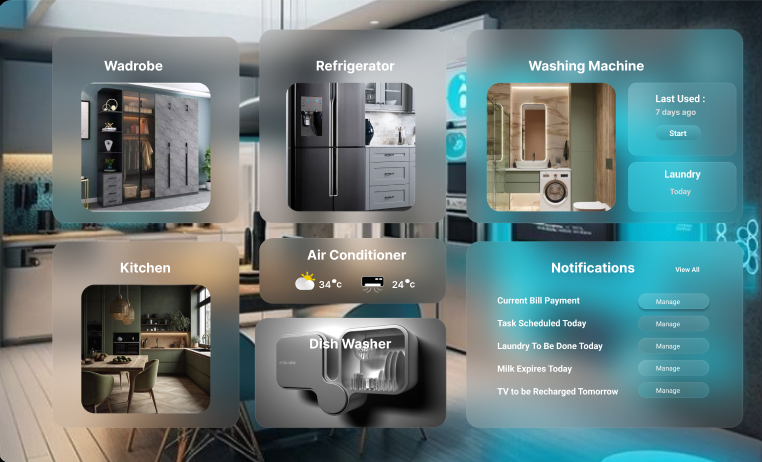 Wadrobe
Refrigerator
Washing Machine
Last Used :
7 days ago
Start
Laundry
Today
Kitchen
Air Conditioner
34°c
24°c
Dish Washer
Notifications
View All
Current Bill Payment
Manage
Task Scheduled Today
Manage
Laundry To Be Done Today
Manage
Milk Expires Today
Manage
TV to be Recharged Tomorrow
Manage